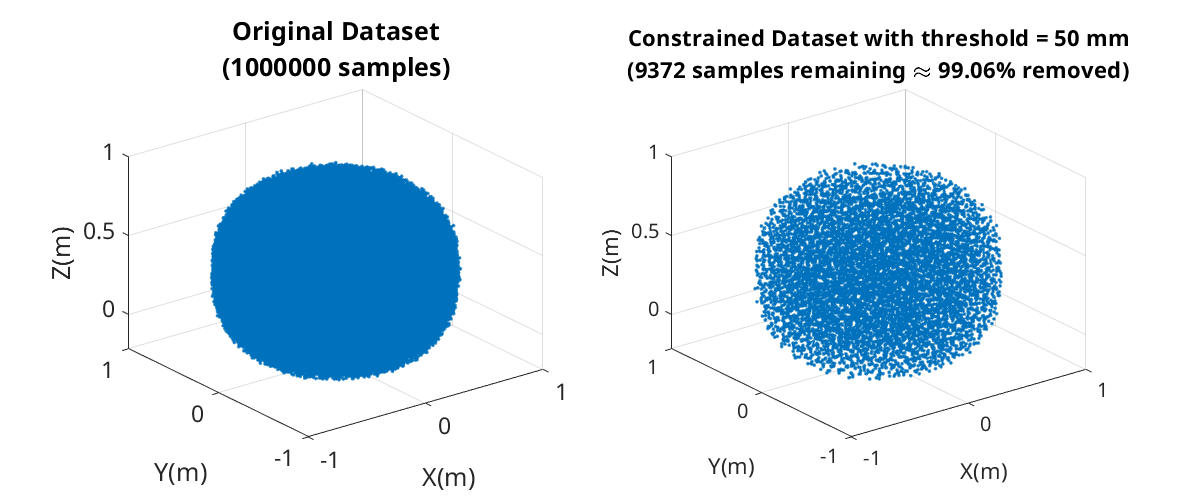 Original Dataset
(1000000 samples)
1
0.5
0
Z(m)
1
0
-1
Y(m)
-1
0
1
X(m)
Constrained Dataset with threshold = 50 mm
(9372 samples remaining ≈ 99.06% removed)
1
0.5
0
Z(m)
1
0
-1
Y(m)
-1
0
1
X(m)